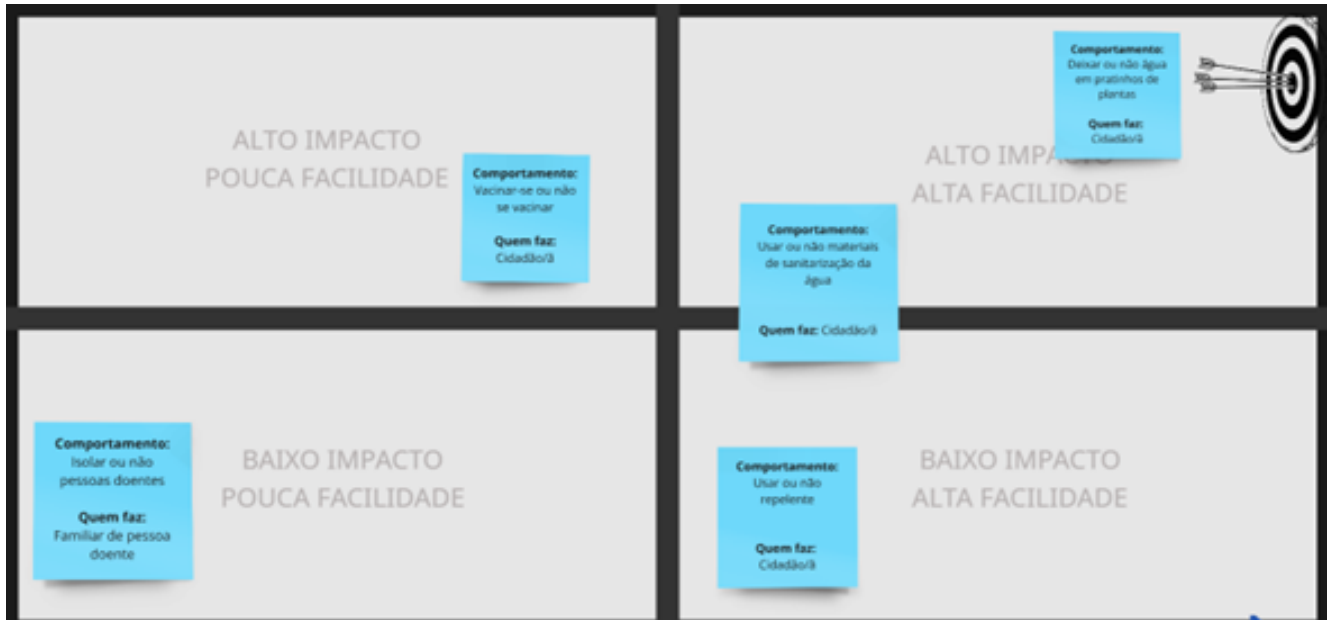 ALTO IMPACTO
POUCA FACILIDADE
Comportamento:
Vacinar-se ou não
se vacinar
Quem faz:
Cidadão/ã
ALTO IMPACTO
ALTA FACILIDADE
Comportamento:
Deixar ou não água
em pratinhos de
plantas
Quem faz:
Cidadão/ã
Comportamento:
Usar ou não materiais
de sanitarização da
água
Quem faz: Cidadão/ã
BAIXO IMPACTO
POUCA FACILIDADE
Comportamento:
Isolar ou não
pessoas doentes
Quem faz:
Familiar de pessoa
doente
BAIXO IMPACTO
ALTA FACILIDADE
Comportamento:
Usar ou não
repelente
Quem faz:
Cidadão/ã